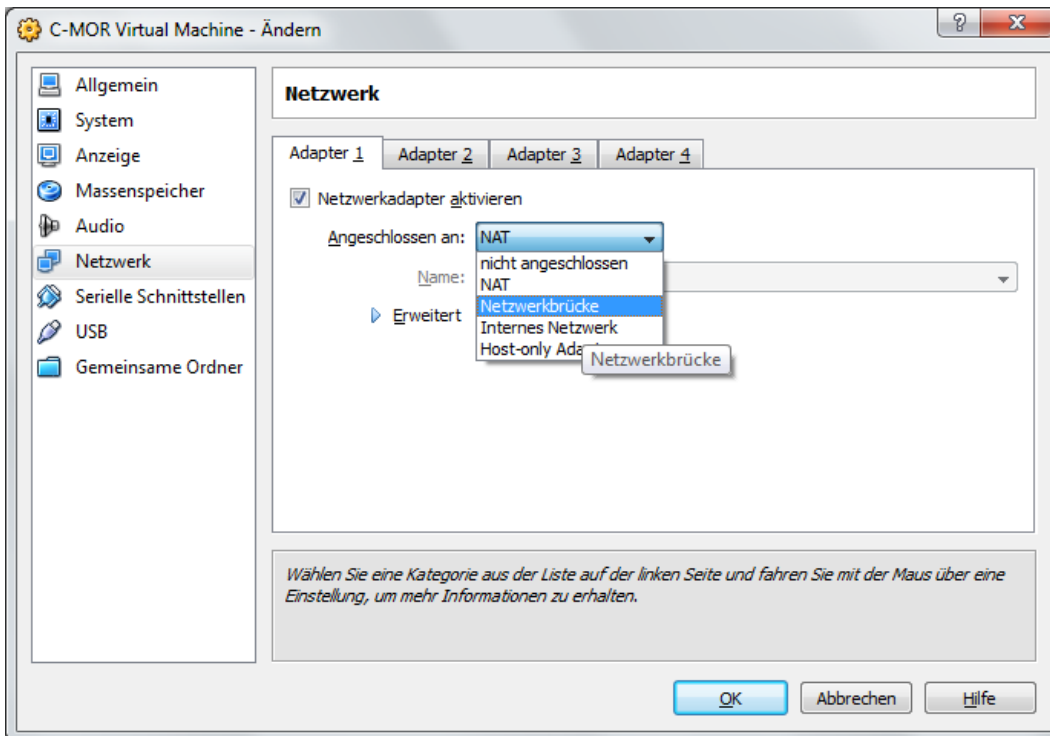 C-MOR Virtual Machine - Ändern
Allgemein
System
Anzeige
Massenspeicher
Audio
Netzwerk
Serielle Schnittstellen
USB
Gemeinsame Ordner
Netzwerk
Adapter 1 Adapter 2 Adapter 3 Adapter 4
Netzwerkadapter aktivieren
Angeschlossen an: NAT
nicht angeschlossen
Name:
NAT
Netzwerkbrücke
Erweitert
Internes Netzwerk
Host-only
Netzwerkbrücke
Wählen Sie eine Kategorie aus der Liste auf der linken Seite und fahren Sie mit der Maus über eine
Einstellung, um mehr Informationen zu erhalten.
OK Abbrechen Hilfe